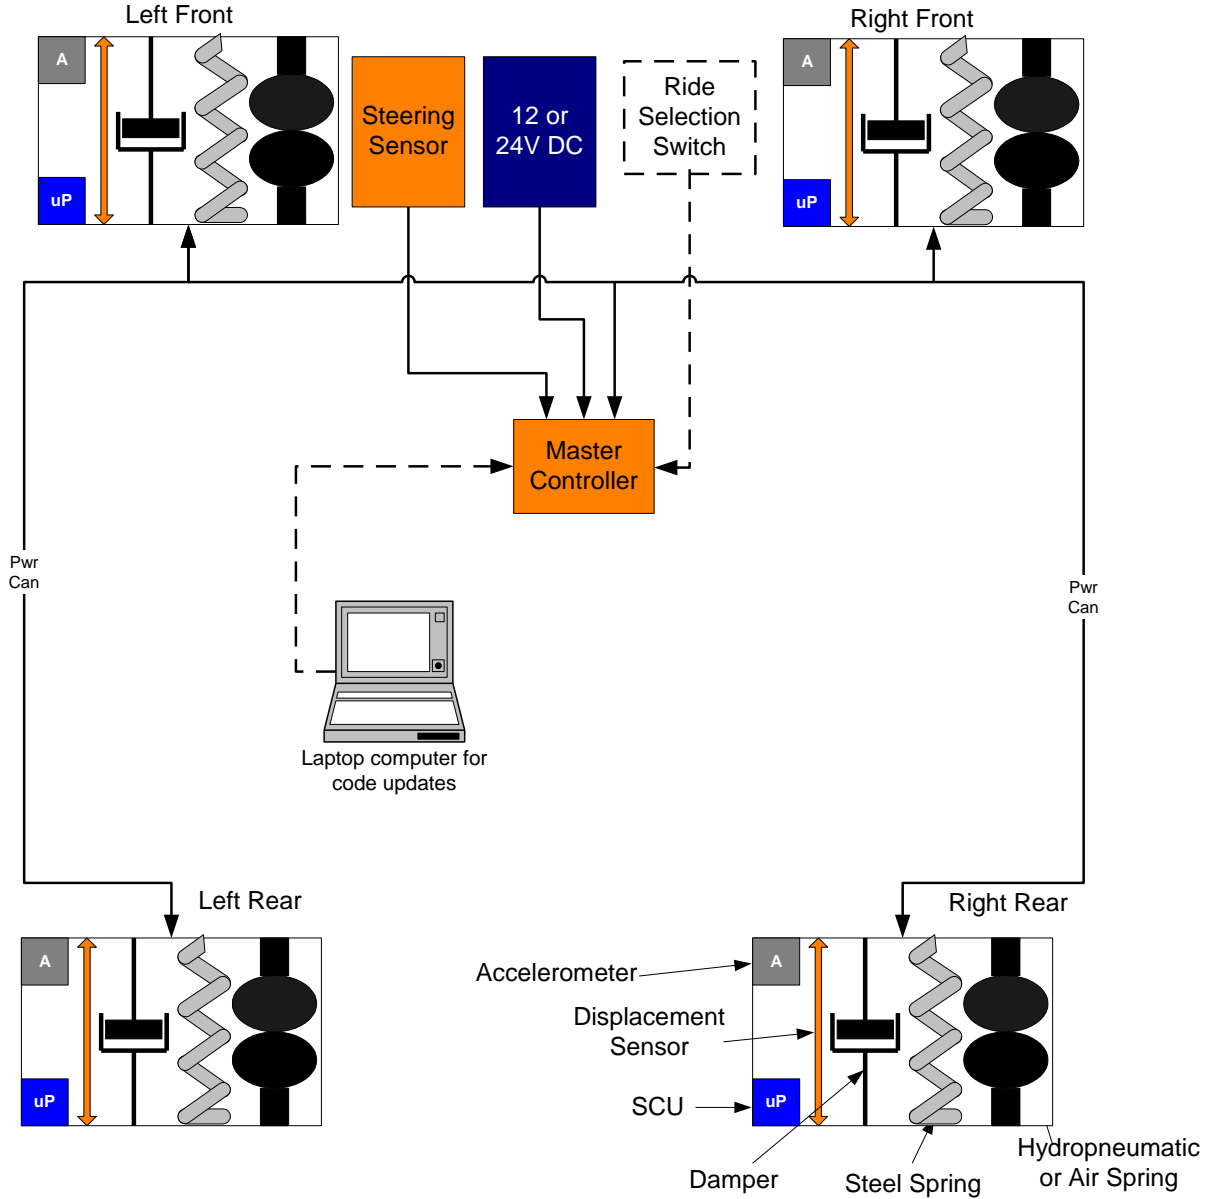 Left Front
Right Front
A
uP
Steering
Sensor
12 or
24V DC
Ride
Selection
Switch
A
uP
Master
Controller
Pwr
Can
Pwr
Can
Laptop computer for
code updates
Left Rear
Right Rear
A
uP
A
uP
Accelerometer
Displacement
Sensor
SCU
Damper
Steel Spring
Hydropneumatic
or Air Spring